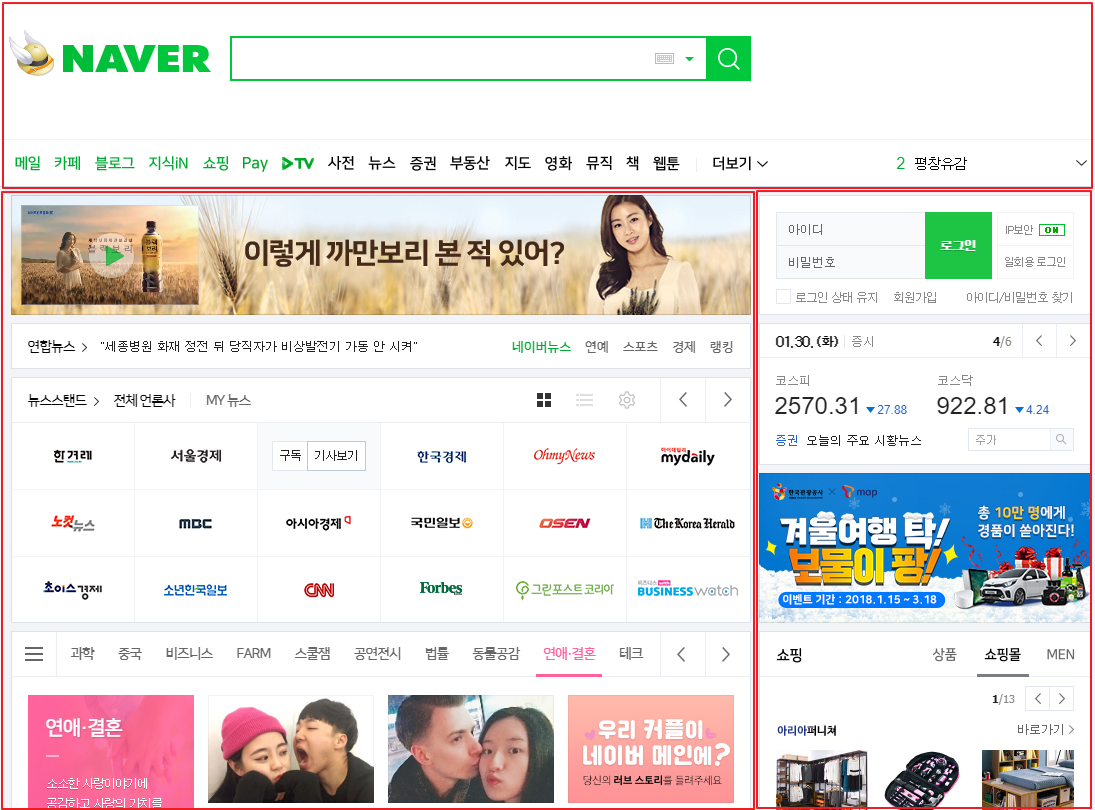 NAVER
메일 카페 블로그 지식iN 쇼핑 Pay TV 사전 뉴스 증권 부동산 지도 영화 뮤직 책 웹툰 더보기 2 평창유감
이렇게 까만보리 본 적 있어?
아이디
비밀번호
로그인
IP보안 ON
일회용 로그인
로그인 상태 유지 회원가입 아이디/비밀번호 찾기
연합뉴스 "세종병원 화재 정전 뒤 당직자가 비상발전기 가동 안 시켜" 네이버뉴스 연예 스포츠 경제 랭킹
01.30. (화) 증시 4/6
뉴스스탠드 전체 언론사 MY 뉴스
코스피 코스닥
2570.31 ▼27.88 922.81 ▼4.24
증권 오늘의 주요 시황뉴스 주가
한겨레 서울경제 구독 기사보기 한국경제 OhmyNews 마이데일리 mydaily
노컷뉴스 MBC 아시아경제 국민일보 OSEN The Korea Herald
초이스경제 소년한국일보 CNN Forbes 그린포스트코리아 비즈니스 with BUSINESS watch
한국관광공사 × T map
겨울여행 탁!
보물이 팡!
총 10만 명에게
경품이 쏟아진다!
이벤트 기간 : 2018.1.15 ~ 3.18
과학 중국 비즈니스 FARM 스쿨잼 공연전시 법률 동물공감 연애·결혼 테크
쇼핑 상품 쇼핑몰 MEN
1/13
아리아퍼니쳐 바로가기
연애·결혼
소소한 사랑이야기에
공감하고 사랑의 가치를
우리 커플이
네이버 메인에?
당신의 러브 스토리를 들려주세요